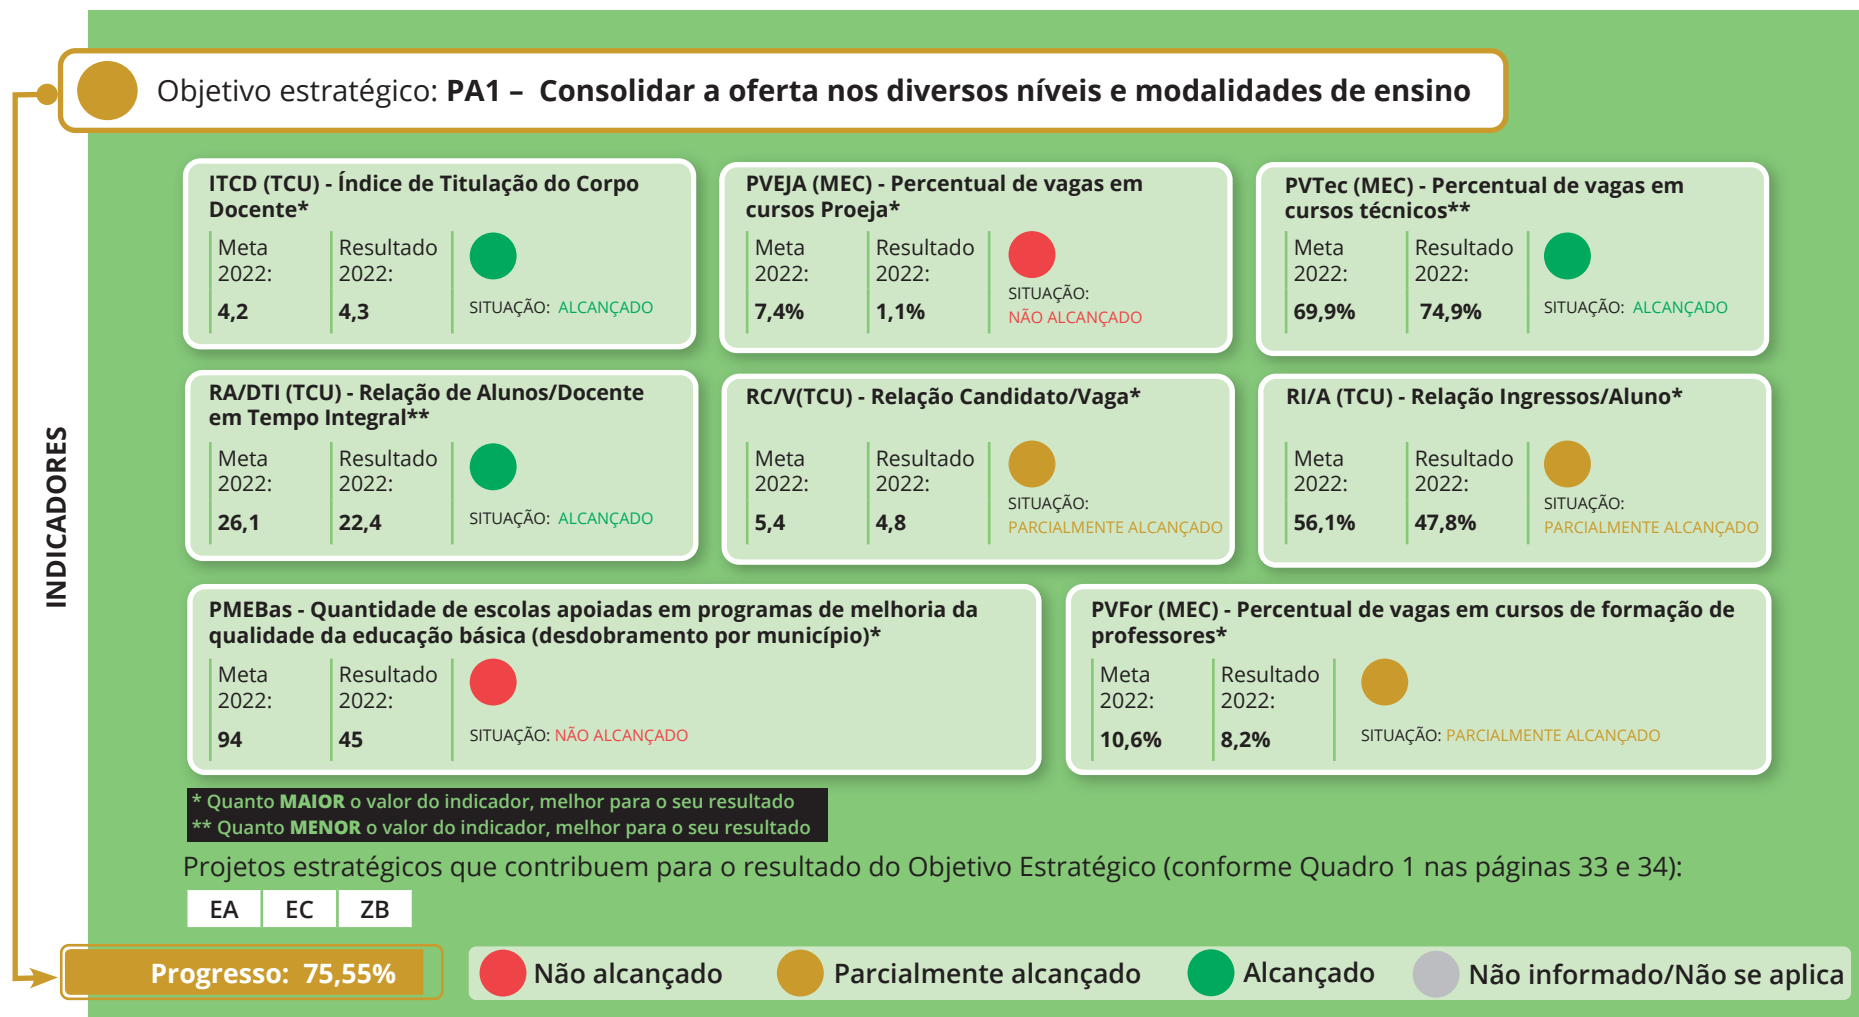 Objetivo estratégico: PA1 – Consolidar a oferta nos diversos níveis e modalidades de ensino
INDICADORES
ITCD (TCU) - Índice de Titulação do Corpo
Docente*
Meta
2022:
4,2
Resultado
2022:
4,3
SITUAÇÃO: ALCANÇADO
PVEJA (MEC) - Percentual de vagas em
cursos Proeja*
Meta
2022:
7,4%
Resultado
2022:
1,1%
SITUAÇÃO:
NÃO ALCANÇADO
PVTec (MEC) - Percentual de vagas em
cursos técnicos**
Meta
2022:
69,9%
Resultado
2022:
74,9%
SITUAÇÃO: ALCANÇADO
RA/DTI (TCU) - Relação de Alunos/Docente
em Tempo Integral**
Meta
2022:
26,1
Resultado
2022:
22,4
SITUAÇÃO: ALCANÇADO
RC/V(TCU) - Relação Candidato/Vaga*
Meta
2022:
5,4
Resultado
2022:
4,8
SITUAÇÃO:
PARCIALMENTE ALCANÇADO
RI/A (TCU) - Relação Ingressos/Aluno*
Meta
2022:
56,1%
Resultado
2022:
47,8%
SITUAÇÃO:
PARCIALMENTE ALCANÇADO
PMEBas - Quantidade de escolas apoiadas em programas de melhoria da
qualidade da educação básica (desdobramento por município)*
Meta
2022:
94
Resultado
2022:
45
SITUAÇÃO: NÃO ALCANÇADO
PVFor (MEC) - Percentual de vagas em cursos de formação de
professores*
Meta
2022:
10,6%
Resultado
2022:
8,2%
SITUAÇÃO: PARCIALMENTE ALCANÇADO
* Quanto MAIOR o valor do indicador, melhor para o seu resultado
** Quanto MENOR o valor do indicador, melhor para o seu resultado
Projetos estratégicos que contribuem para o resultado do Objetivo Estratégico (conforme Quadro 1 nas páginas 33 e 34):
EA EC ZB
Progresso: 75,55%
Não alcançado
Parcialmente alcançado
Alcançado
Não informado/Não se aplica